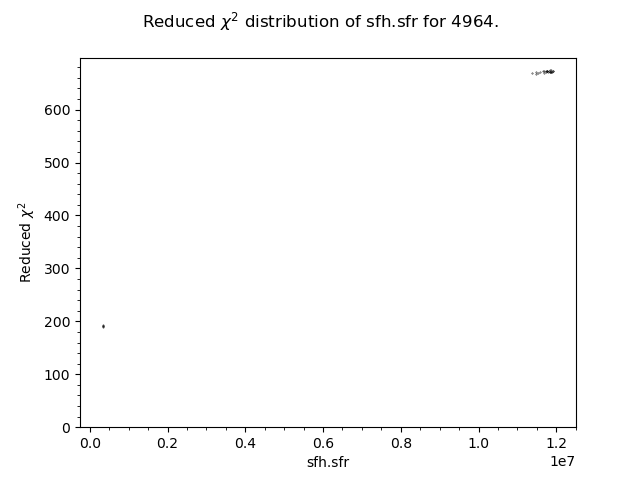 Reduced χ² distribution of sfh.sfr for 4964.
600
500
400
300
200
100
0
Reduced χ²
0.0 0.2 0.4 0.6 0.8 1.0 1.2
1e7
sfh.sfr